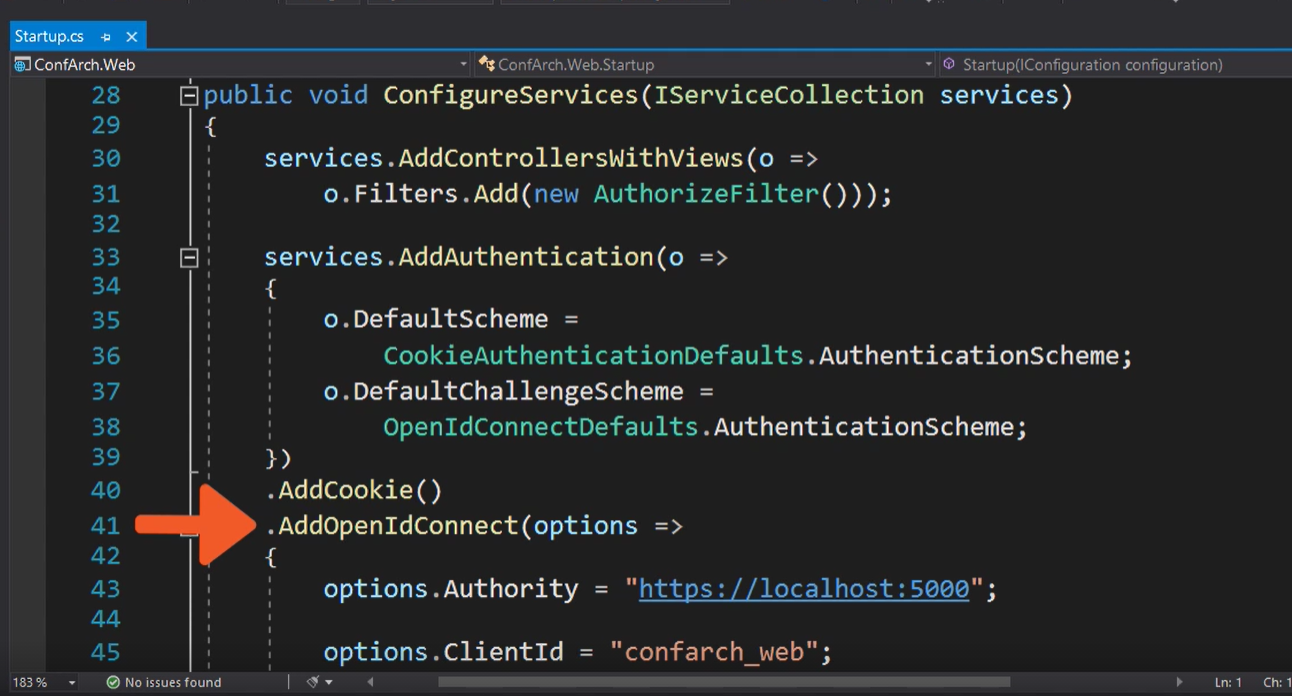 Startup.cs
ConfArch.Web ConfArch.Web.Startup Startup(IConfiguration configuration)
28 public void ConfigureServices(IServiceCollection services)
29 {
30 services.AddControllersWithViews(o =>
31 o.Filters.Add(new AuthorizeFilter()));
32
33 services.AddAuthentication(o =>
34 {
35 o.DefaultScheme =
36 CookieAuthenticationDefaults.AuthenticationScheme;
37 o.DefaultChallengeScheme =
38 OpenIdConnectDefaults.AuthenticationScheme;
39 })
40 .AddCookie()
41 .AddOpenIdConnect(options =>
42 {
43 options.Authority = "https://localhost:5000";
44
45 options.ClientId = "confarch_web";
183 % No issues found Ln: 1 Ch: 1